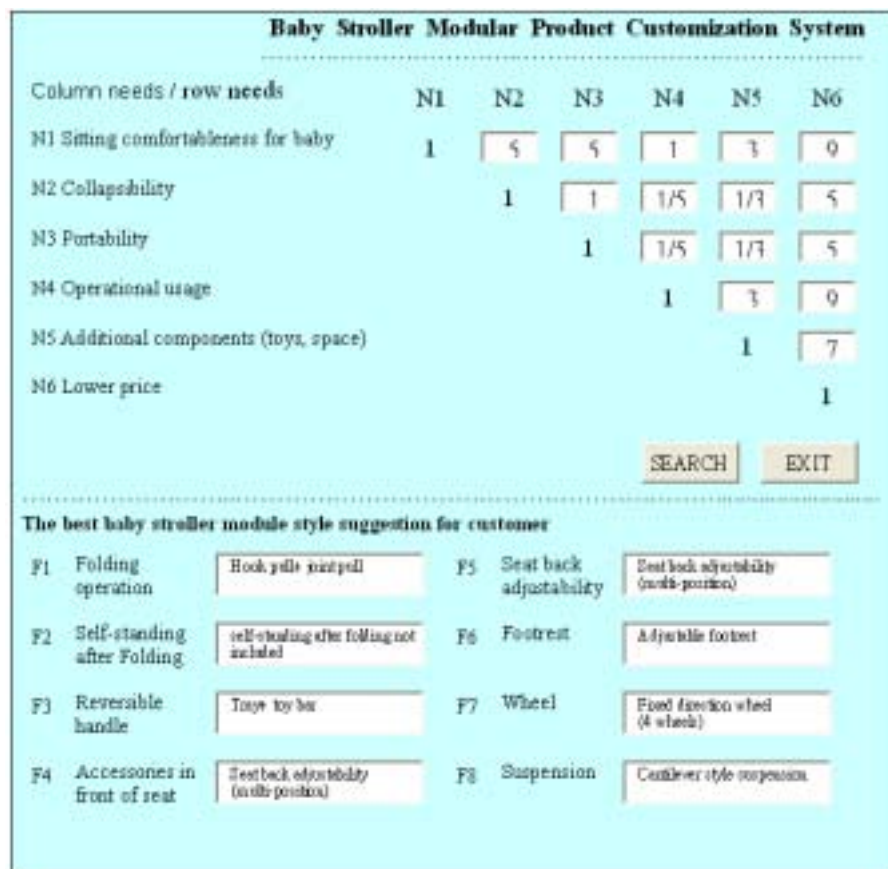 Baby Stroller Modular Product Customization System
Column needs / row needs N1 N2 N3 N4 N5 N6
N1 Sitting comfortableness for baby 1 5 5 1 3 9
N2 Collapsibility 1 1 1/5 1/3 5
N3 Portability 1 1/5 1/3 5
N4 Operational usage 1 3 9
N5 Additional components (toys, space) 1 7
N6 Lower price 1
SEARCH EXIT
The best baby stroller module style suggestion for customer
F1 Folding operation
Hook pulls joint pull
F5 Seat back adjustability
Seat back adjustability
(multi-position)
F2 Self-standing after Folding
self-standing after folding not
included
F6 Footrest
Adjustable footrest
F3 Reversible handle
toy bar
F7 Wheel
Fixed direction wheel
(4 wheels)
F4 Accessories in front of seat
Seat back adjustability
(multi-position)
F8 Suspension
Cantilever style suspension